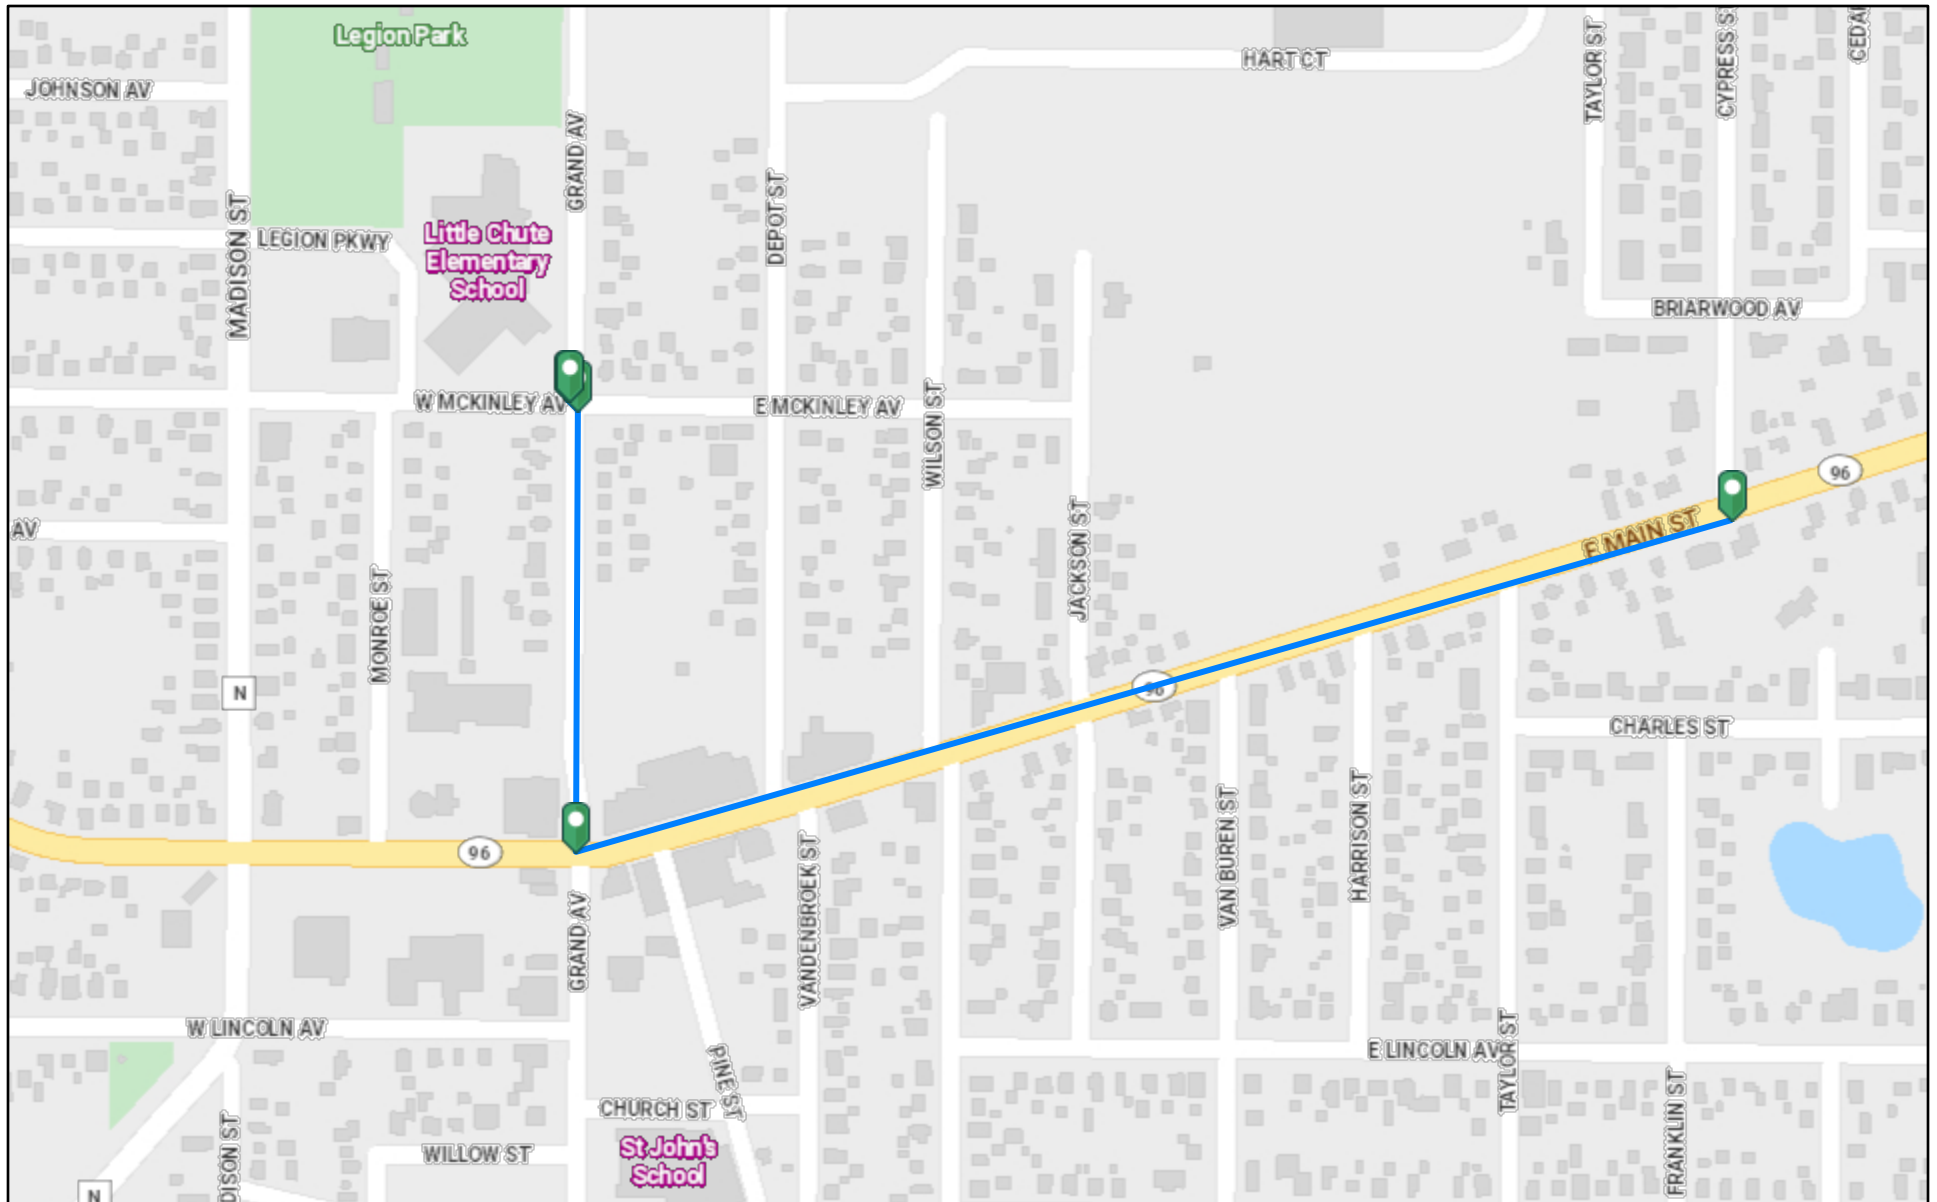 Legion Park
JOHNSON AV
HART CT
TAYLOR ST
CYPRESS S
CEDA
GRAND AV
DEPOT ST
MADISON ST
LEGION PKWY
Little Chute
Elementary
School
BRIARWOOD AV
W MCKINLEY AV
E MCKINLEY AV
WILSON ST
96
AV
E MAIN ST
JACKSON ST
MONROE ST
N
96
CHARLES ST
VAN BUREN ST
HARRISON ST
96
VANDENBROEK ST
GRAND AV
W LINCOLN AV
E LINCOLN AV
TAYLOR ST
PINE ST
CHURCH ST
FRANKLIN ST
DISON ST
WILLOW ST
St John's
School
N